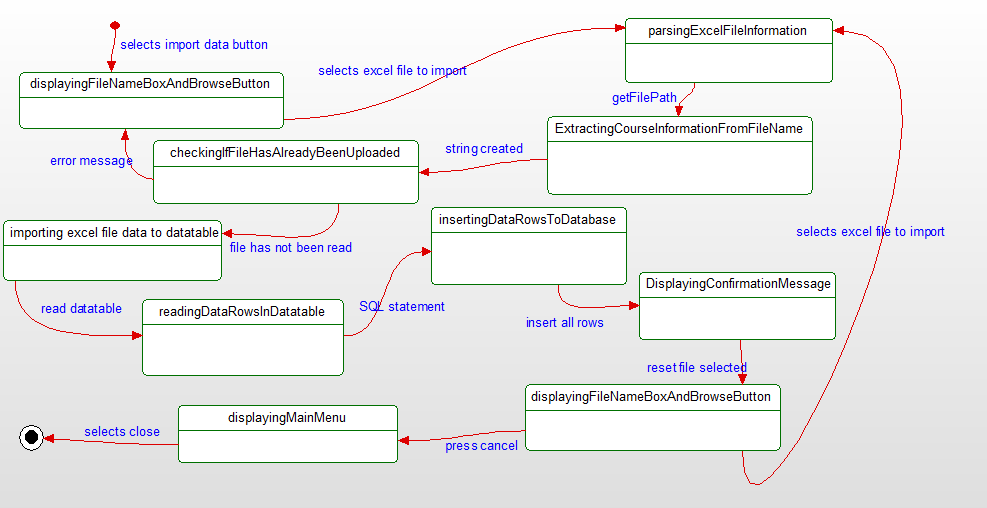 parsingExcelFileInformation
selects import data button
selects excel file to import
displayingFileNameBoxAndBrowseButton
getFilePath
ExtractingCourseInformationFromFileName
string created
checkingIfFileHasAlreadyBeenUploaded
error message
insertingDataRowsToDatabase
importing excel file data to datatable
file has not been read
selects excel file to import
DisplayingConfirmationMessage
read datatable
readingDataRowsInDatatable
SQL statement
insert all rows
reset file selected
displayingFileNameBoxAndBrowseButton
displayingMainMenu
selects close
press cancel